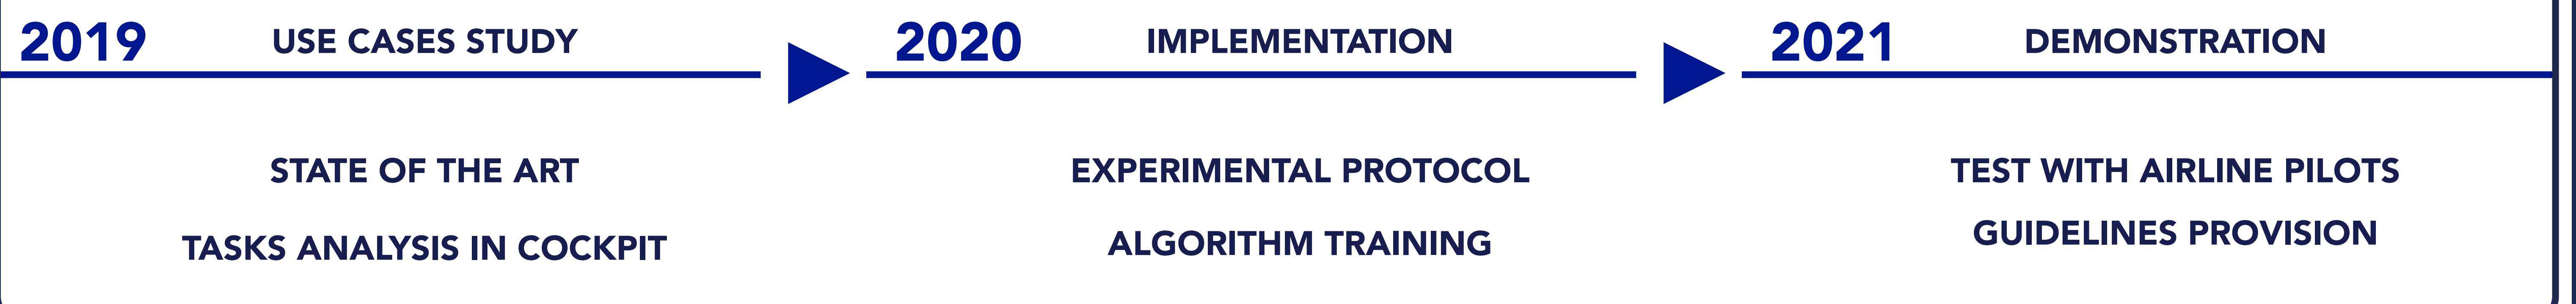 2019 USE CASES STUDY
STATE OF THE ART
TASKS ANALYSIS IN COCKPIT
2020 IMPLEMENTATION
EXPERIMENTAL PROTOCOL
ALGORITHM TRAINING
2021 DEMONSTRATION
TEST WITH AIRLINE PILOTS
GUIDELINES PROVISION